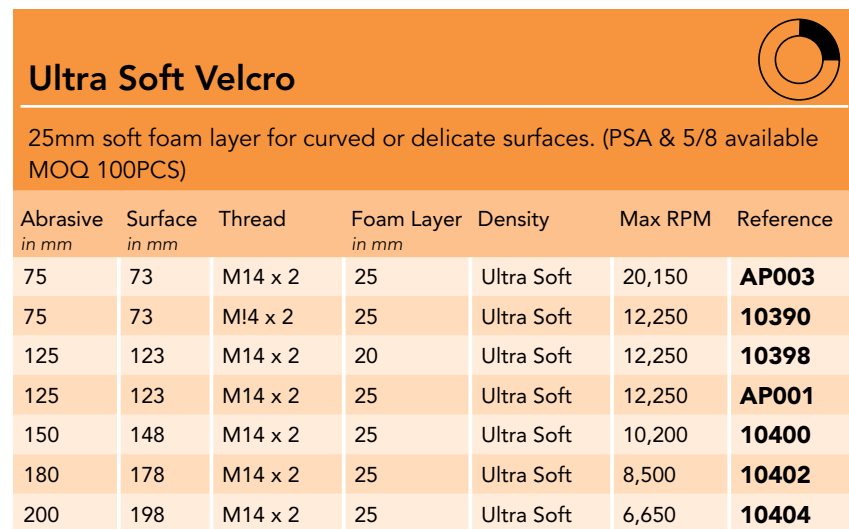 Ultra Soft Velcro
25mm soft foam layer for curved or delicate surfaces. (PSA & 5/8 available
MOQ 100PCS)
Abrasive Surface Thread Foam Layer Density Max RPM Reference
in mm in mm in mm
75 73 M14 x 2 25 Ultra Soft 20,150 AP003
75 73 M!4 x 2 25 Ultra Soft 12,250 10390
125 123 M14 x 2 20 Ultra Soft 12,250 10398
125 123 M14 x 2 25 Ultra Soft 12,250 AP001
150 148 M14 x 2 25 Ultra Soft 10,200 10400
180 178 M14 x 2 25 Ultra Soft 8,500 10402
200 198 M14 x 2 25 Ultra Soft 6,650 10404